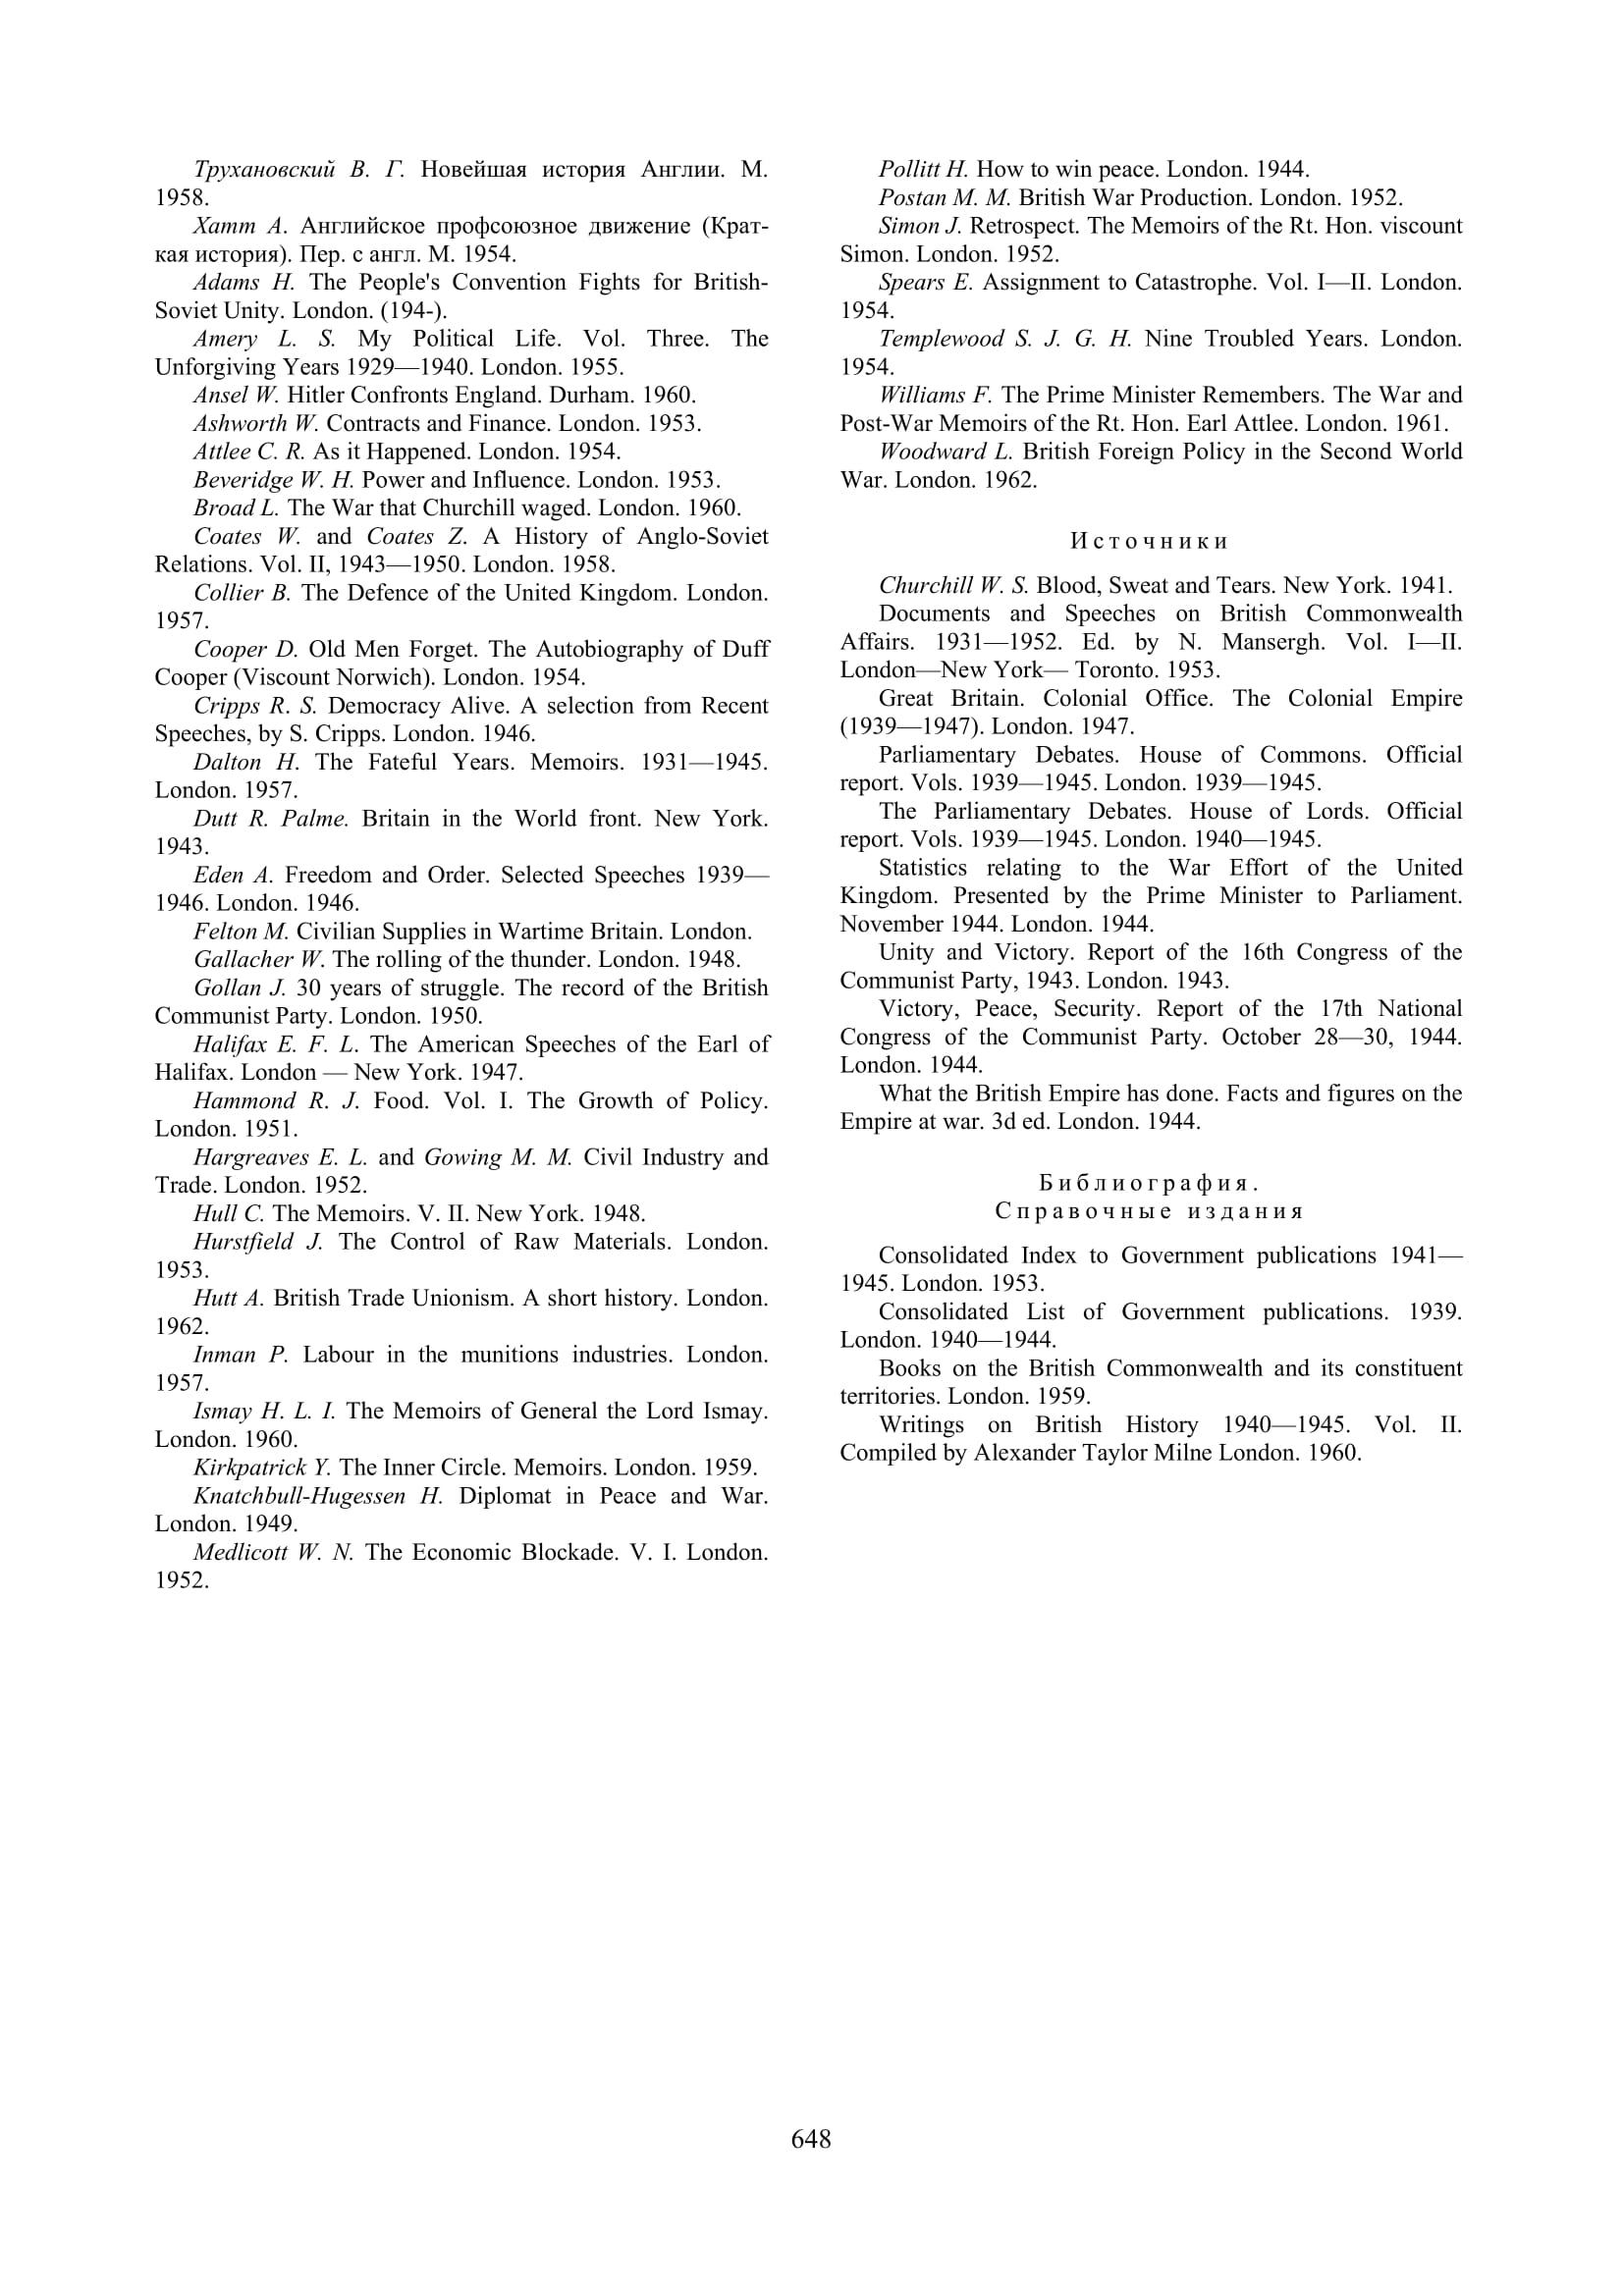 Трухановский В. Г. Новейшая история Англии. М.
1958.
Хатт А. Английское профсоюзное движение (Крат-
кая история). Пер. с англ. М. 1954.
Adams H. The People's Convention Fights for British-
Soviet Unity. London. (194-).
Amery L. S. My Political Life. Vol. Three. The
Unforgiving Years 1929—1940. London. 1955.
Ansel W. Hitler Confronts England. Durham. 1960.
Ashworth W. Contracts and Finance. London. 1953.
Attlee C. R. As it Happened. London. 1954.
Beveridge W. H. Power and Influence. London. 1953.
Broad L. The War that Churchill waged. London. 1960.
Coates W. and Coates Z. A History of Anglo-Soviet
Relations. Vol. II, 1943—1950. London. 1958.
Collier B. The Defence of the United Kingdom. London.
1957.
Cooper D. Old Men Forget. The Autobiography of Duff
Cooper (Viscount Norwich). London. 1954.
Cripps R. S. Democracy Alive. A selection from Recent
Speeches, by S. Cripps. London. 1946.
Dalton H. The Fateful Years. Memoirs. 1931—1945.
London. 1957.
Dutt R. Palme. Britain in the World front. New York.
1943.
Eden A. Freedom and Order. Selected Speeches 1939—
1946. London. 1946.
Felton M. Civilian Supplies in Wartime Britain. London.
Gallacher W. The rolling of the thunder. London. 1948.
Gollan J. 30 years of struggle. The record of the British
Communist Party. London. 1950.
Halifax E. F. L. The American Speeches of the Earl of
Halifax. London — New York. 1947.
Hammond R. J. Food. Vol. I. The Growth of Policy.
London. 1951.
Hargreaves E. L. and Gowing M. M. Civil Industry and
Trade. London. 1952.
Hull C. The Memoirs. V. II. New York. 1948.
Hurstfield J. The Control of Raw Materials. London.
1953.
Hutt A. British Trade Unionism. A short history. London.
1962.
Inman P. Labour in the munitions industries. London.
1957.
Ismay H. L. I. The Memoirs of General the Lord Ismay.
London. 1960.
Kirkpatrick Y. The Inner Circle. Memoirs. London. 1959.
Knatchbull-Hugessen H. Diplomat in Peace and War.
London. 1949.
Medlicott W. N. The Economic Blockade. V. I. London.
1952.
Pollitt H. How to win peace. London. 1944.
Postan M. M. British War Production. London. 1952.
Simon J. Retrospect. The Memoirs of the Rt. Hon. viscount
Simon. London. 1952.
Spears E. Assignment to Catastrophe. Vol. I—II. London.
1954.
Templewood S. J. G. H. Nine Troubled Years. London.
1954.
Williams F. The Prime Minister Remembers. The War and
Post-War Memoirs of the Rt. Hon. Earl Attlee. London. 1961.
Woodward L. British Foreign Policy in the Second World
War. London. 1962.
Источники
Churchill W. S. Blood, Sweat and Tears. New York. 1941.
Documents and Speeches on British Commonwealth
Affairs. 1931—1952. Ed. by N. Mansergh. Vol. I—II.
London—New York— Toronto. 1953.
Great Britain. Colonial Office. The Colonial Empire
(1939—1947). London. 1947.
Parliamentary Debates. House of Commons. Official
report. Vols. 1939—1945. London. 1939—1945.
The Parliamentary Debates. House of Lords. Official
report. Vols. 1939—1945. London. 1940—1945.
Statistics relating to the War Effort of the United
Kingdom. Presented by the Prime Minister to Parliament.
November 1944. London. 1944.
Unity and Victory. Report of the 16th Congress of the
Communist Party, 1943. London. 1943.
Victory, Peace, Security. Report of the 17th National
Congress of the Communist Party. October 28—30, 1944.
London. 1944.
What the British Empire has done. Facts and figures on the
Empire at war. 3d ed. London. 1944.
Библиография.
Справочные издания
Consolidated Index to Government publications 1941—
1945. London. 1953.
Consolidated List of Government publications. 1939.
London. 1940—1944.
Books on the British Commonwealth and its constituent
territories. London. 1959.
Writings on British History 1940—1945. Vol. II.
Compiled by Alexander Taylor Milne London. 1960.
648